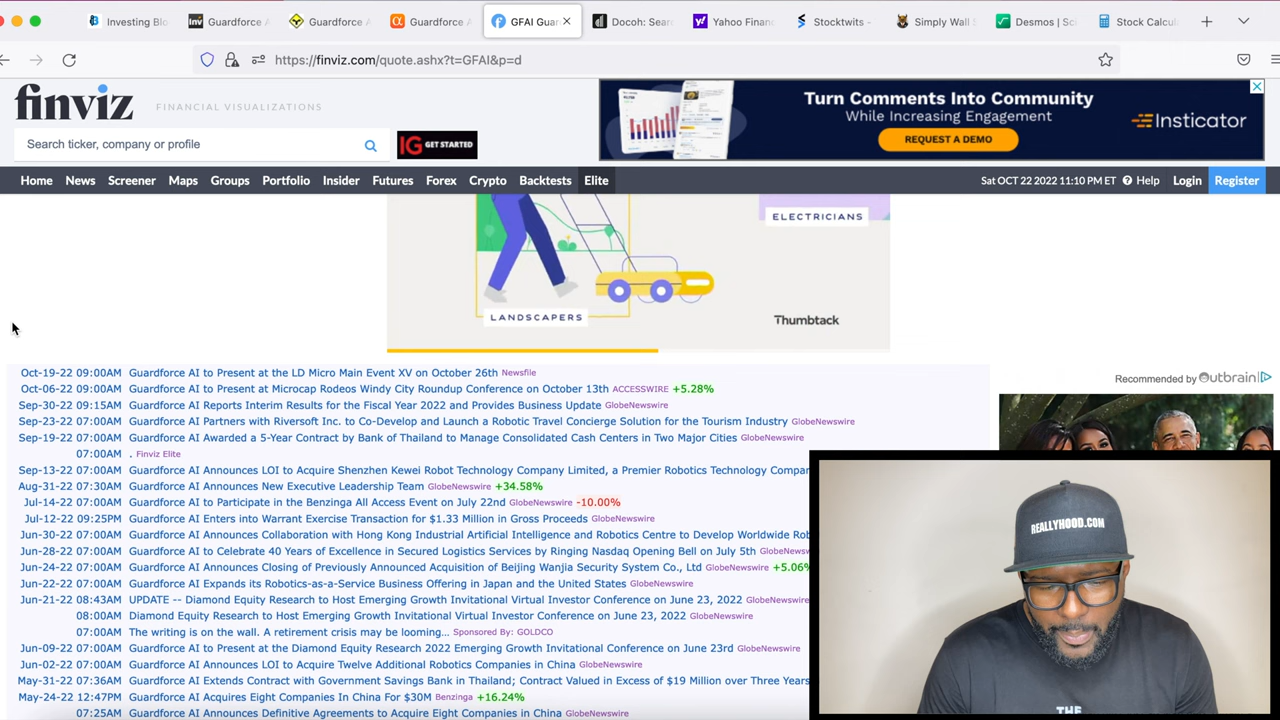 Investing Blo
Guardforce A
Guardforce A
Guardforce A
GFAI Guar
Docoh: Sear
Yahoo Finan
Stocktwits -
Simply Wall S
Desmos | Sci
Stock Calcul
https://finviz.com/quote.ashx?t=GFAI&p=d
finviz FINANCIAL VISUALIZATIONS
Turn Comments Into Community
While Increasing Engagement
REQUEST A DEMO
Insticator
Search ticker, company or profile
IG GET STARTED
Home News Screener Maps Groups Portfolio Insider Futures Forex Crypto Backtests Elite Sat OCT 22 2022 11:10 PM ET Help Login Register
ELECTRICIANS
LANDSCAPERS
Thumbtack
Oct-19-22 09:00AM Guardforce AI to Present at the LD Micro Main Event XV on October 26th Newsfile
Oct-06-22 09:00AM Guardforce AI to Present at Microcap Rodeos Windy City Roundup Conference on October 13th ACCESSWIRE +5.28%
Sep-30-22 09:15AM Guardforce AI Reports Interim Results for the Fiscal Year 2022 and Provides Business Update GlobeNewswire
Sep-23-22 07:00AM Guardforce AI Partners with Riversoft Inc. to Co-Develop and Launch a Robotic Travel Concierge Solution for the Tourism Industry GlobeNewswire
Sep-19-22 07:00AM Guardforce AI Awarded a 5-Year Contract by Bank of Thailand to Manage Consolidated Cash Centers in Two Major Cities GlobeNewswire
07:00AM . Finviz Elite
Sep-13-22 07:00AM Guardforce AI Announces LOI to Acquire Shenzhen Kewei Robot Technology Company Limited, a Premier Robotics Technology Compar
Aug-31-22 07:30AM Guardforce AI Announces New Executive Leadership Team GlobeNewswire +34.58%
Jul-14-22 07:00AM Guardforce AI to Participate in the Benzinga All Access Event on July 22nd GlobeNewswire -10.00%
Jul-12-22 09:25PM Guardforce AI Enters into Warrant Exercise Transaction for $1.33 Million in Gross Proceeds GlobeNewswire
Jun-30-22 07:00AM Guardforce AI Announces Collaboration with Hong Kong Industrial Artificial Intelligence and Robotics Centre to Develop Worldwide Rob
Jun-28-22 07:00AM Guardforce AI to Celebrate 40 Years of Excellence in Secured Logistics Services by Ringing Nasdaq Opening Bell on July 5th GlobeNews
Jun-24-22 07:00AM Guardforce AI Announces Closing of Previously Announced Acquisition of Beijing Wanjia Security System Co., Ltd GlobeNewswire +5.06%
Jun-22-22 07:00AM Guardforce AI Expands its Robotics-as-a-Service Business Offering in Japan and the United States GlobeNewswire
Jun-21-22 08:43AM UPDATE -- Diamond Equity Research to Host Emerging Growth Invitational Virtual Investor Conference on June 23, 2022 GlobeNewswire
08:00AM Diamond Equity Research to Host Emerging Growth Invitational Virtual Investor Conference on June 23, 2022 GlobeNewswire
07:00AM The writing is on the wall. A retirement crisis may be looming... Sponsored By: GOLDCO
Jun-09-22 07:00AM Guardforce AI to Present at the Diamond Equity Research 2022 Emerging Growth Invitational Conference on June 23rd GlobeNewswire
Jun-02-22 07:00AM Guardforce AI Announces LOI to Acquire Twelve Additional Robotics Companies in China GlobeNewswire
May-31-22 07:36AM Guardforce AI Extends Contract with Government Savings Bank in Thailand; Contract Valued in Excess of $19 Million over Three Years
May-24-22 12:47PM Guardforce AI Acquires Eight Companies In China For $30M Benzinga +16.24%
07:25AM Guardforce AI Announces Definitive Agreements to Acquire Eight Companies in China GlobeNewswire
Recommended by Outbrain
REALLYHOOD.COM
THE